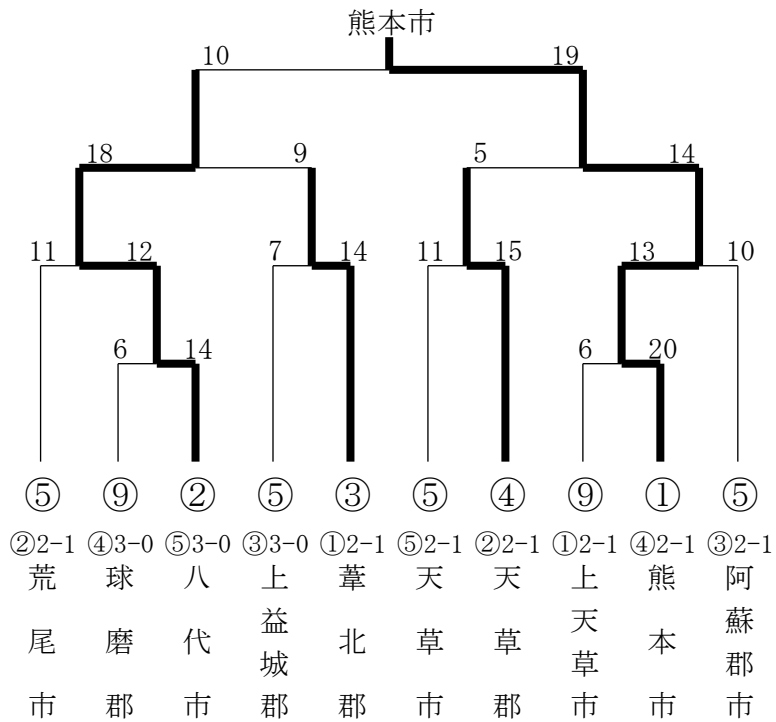 熊本市
10 19
18 9 5 14
11 12 7 14 11 15 13 10
6 14 6 20
⑤ ⑨ ② ⑤ ③ ⑤ ④ ⑨ ① ⑤
②2-1 ④3-0 ⑤3-0 ③3-0 ①2-1 ⑤2-1 ②2-1 ①2-1 ④2-1 ③2-1
荒尾市
球磨郡
八代市
上益城郡
葦北郡
天草市
天草郡
上天草市
熊本市
阿蘇郡市